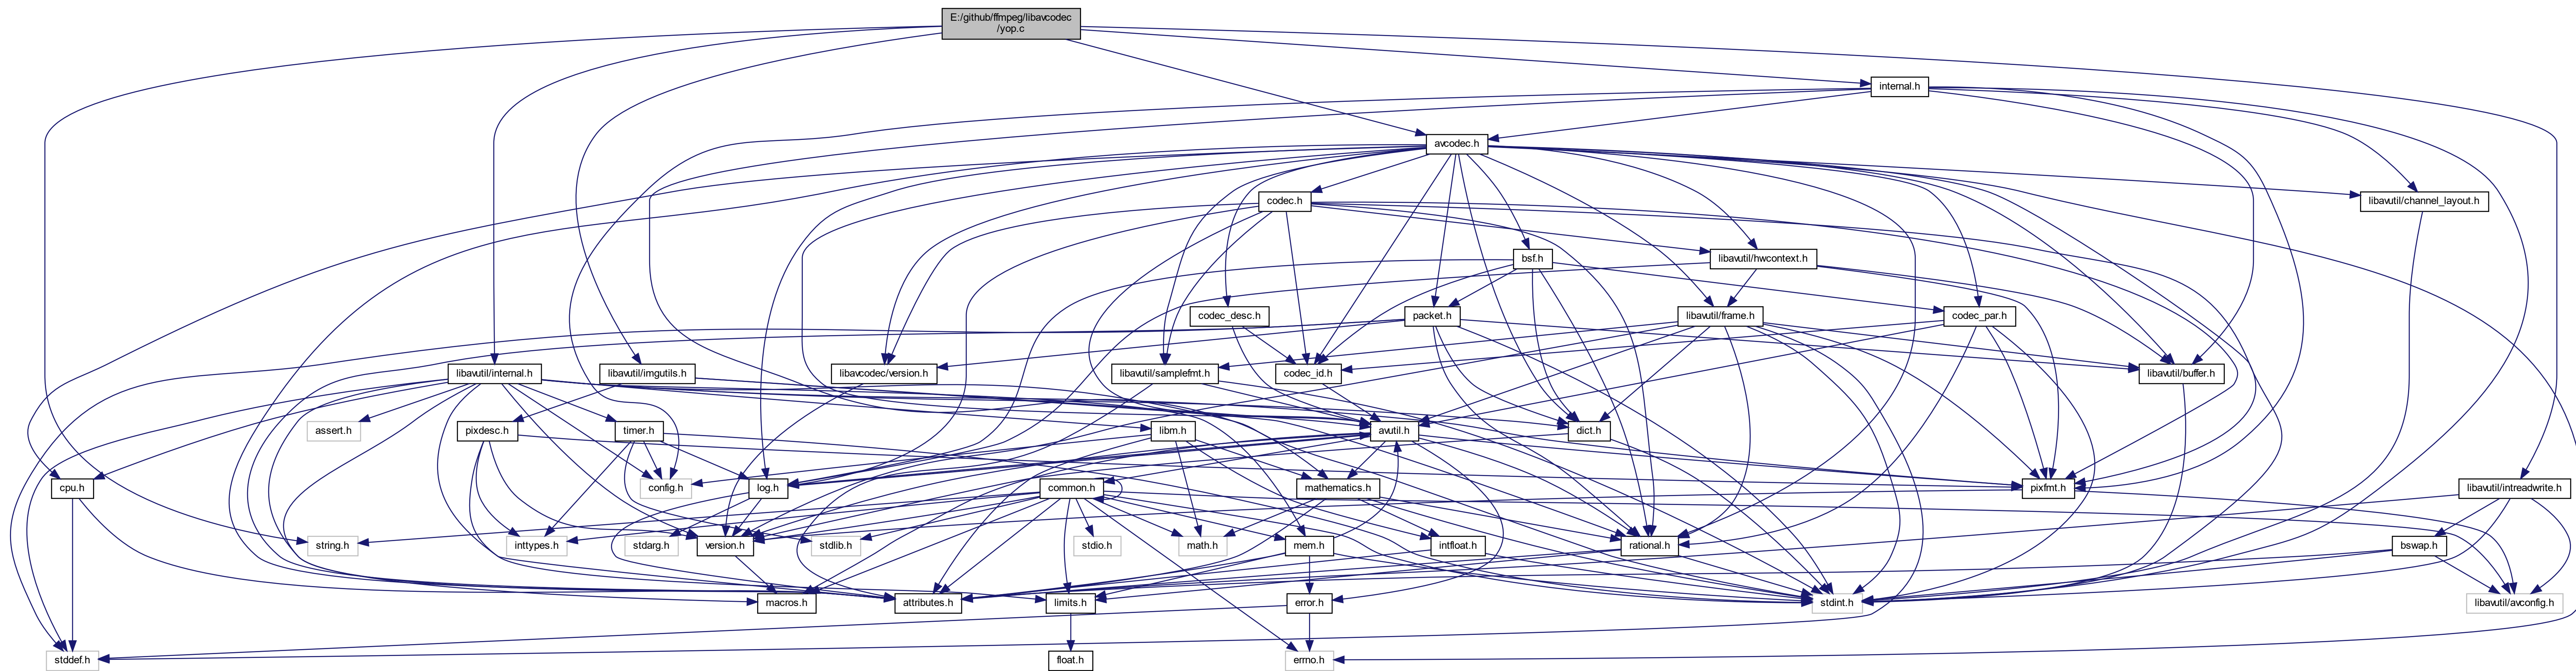 E:/github/ffmpeg/libavcodec
/yop.c
internal.h
avcodec.h
codec.h
libavutil/channel_layout.h
bsf.h
libavutil/hwcontext.h
codec_desc.h
packet.h
libavutil/frame.h
codec_par.h
libavutil/internal.h
libavutil/imgutils.h
libavcodec/version.h
libavutil/samplefmt.h
codec_id.h
libavutil/buffer.h
assert.h
pixdesc.h
timer.h
libm.h
avutil.h
dict.h
cpu.h
config.h
log.h
common.h
mathematics.h
pixfmt.h
libavutil/intreadwrite.h
string.h
inttypes.h
stdarg.h
version.h
stdlib.h
stdio.h
math.h
mem.h
intfloat.h
rational.h
bswap.h
macros.h
attributes.h
limits.h
error.h
stdint.h
libavutil/avconfig.h
stddef.h
float.h
errno.h